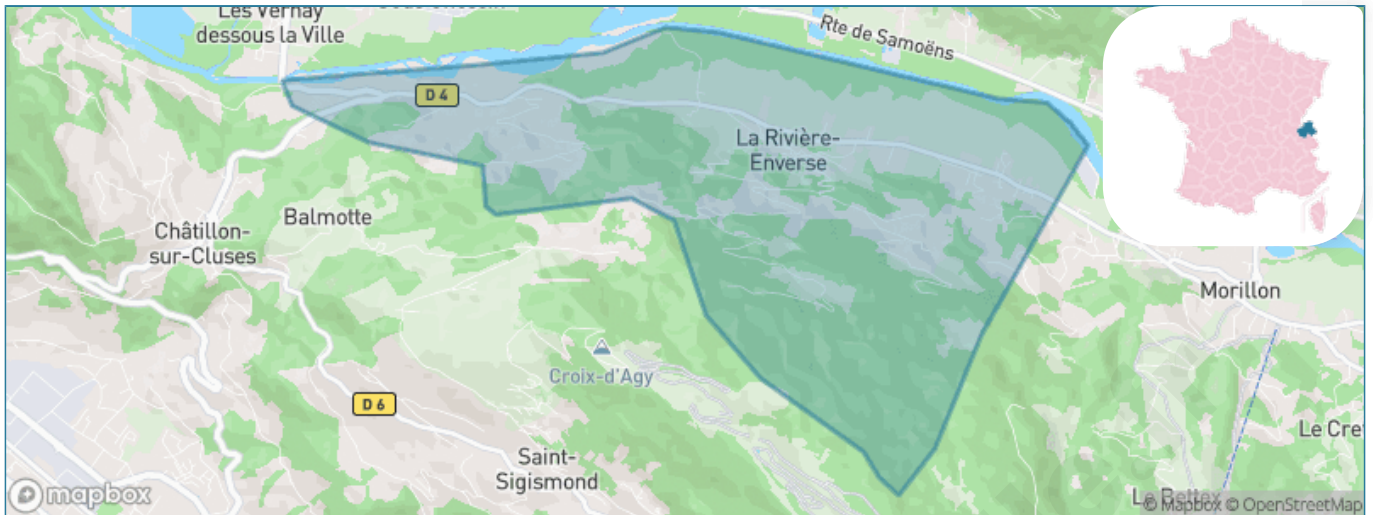 Les Vernay
dessous la Ville
Rte de Samoëns
D 4
La Rivière-
Enverse
Balmotte
Châtillon-
sur-Cluses
Morillon
Croix-d'Agy
D 6
Le Cre
Saint-
Sigismond
mapbox
Le Bettex
© Mapbox © OpenStreetMap